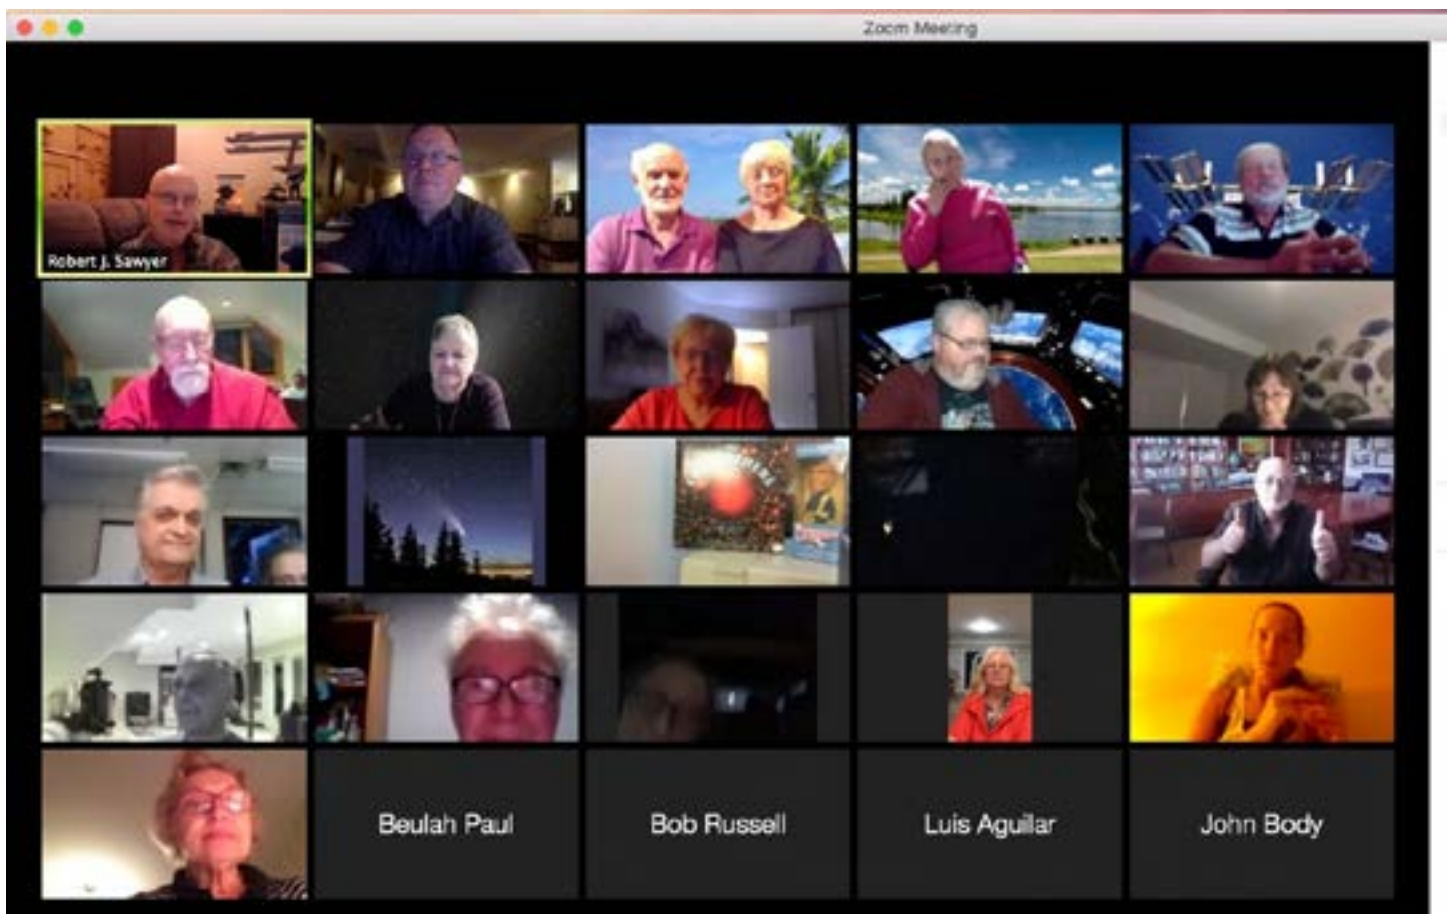 Zoom Meeting
Robert J. Sawyer
Beulah Paul
Bob Russell
Luis Aguilar
John Body